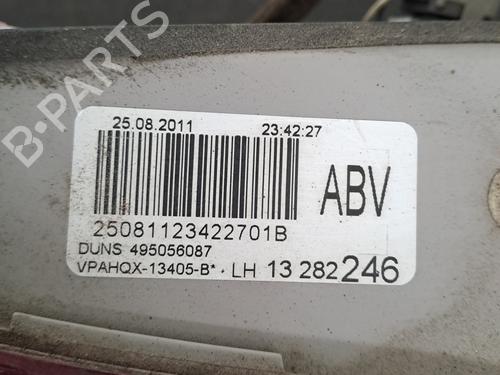 25.08.2011 23:42:27
ABV
25081123422701B
DUNS 495056087
VPAHQX-13405-B* · LH 13 282246
B-PARTS